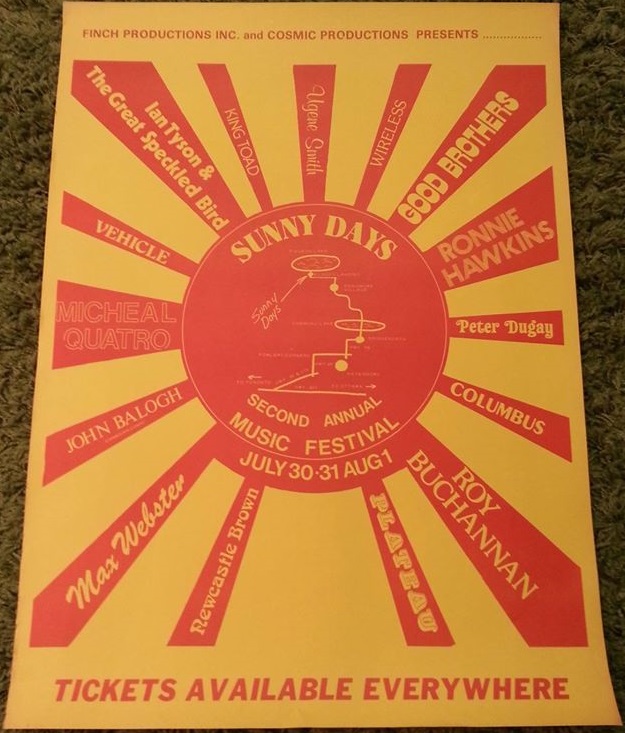 FINCH PRODUCTIONS INC. and COSMIC PRODUCTIONS PRESENTS ..................
Ian Tyson &
The Great Speckled Bird
KING TOAD
Ugene Smith
WIRELESS
GOOD BROTHERS
VEHICLE
RONNIE
HAWKINS
MICHEAL
QUATRO
Peter Dugay
JOHN BALOGH
COLUMBUS
Max Webster
Newcastle Brown
PLATEAU
ROY
BUCHANNAN
SUNNY DAYS
Sunny
Days
SECOND ANNUAL
MUSIC FESTIVAL
JULY 30·31 AUG 1
TICKETS AVAILABLE EVERYWHERE